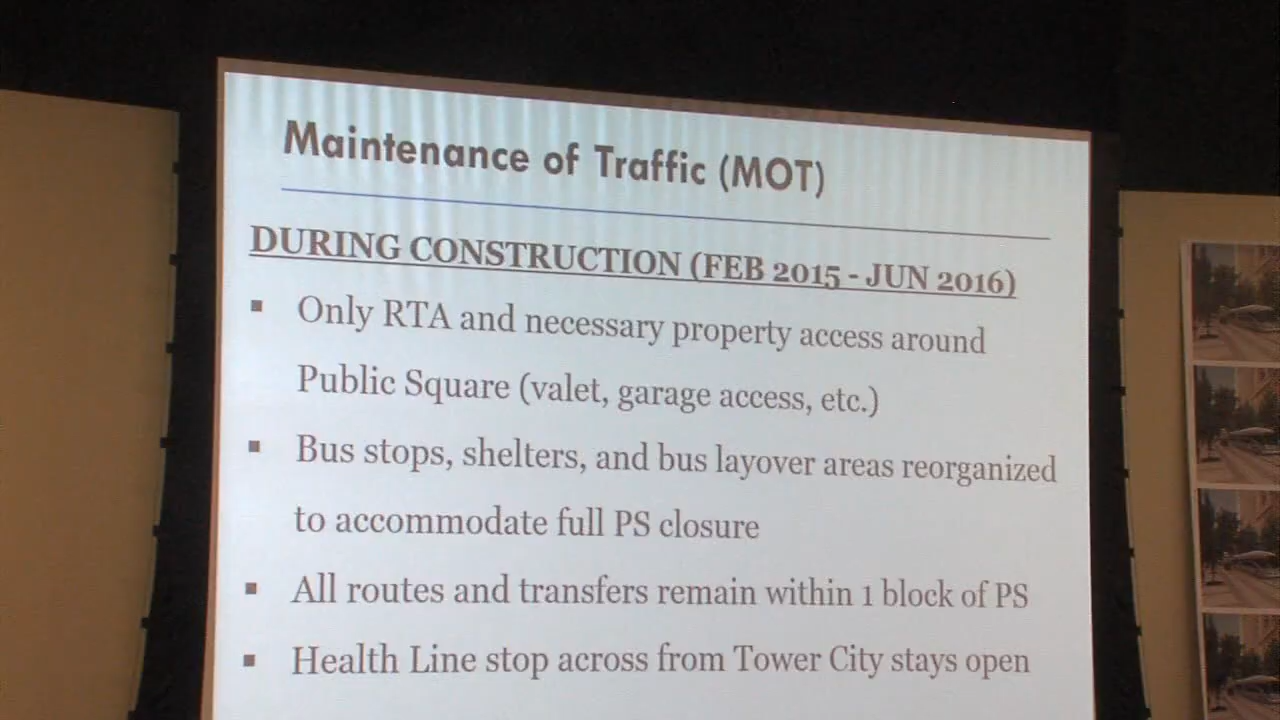 Maintenance of Traffic (MOT)
DURING CONSTRUCTION (FEB 2015 - JUN 2016)
▪ Only RTA and necessary property access around
Public Square (valet, garage access, etc.)
▪ Bus stops, shelters, and bus layover areas reorganized
to accommodate full PS closure
▪ All routes and transfers remain within 1 block of PS
▪ Health Line stop across from Tower City stays open